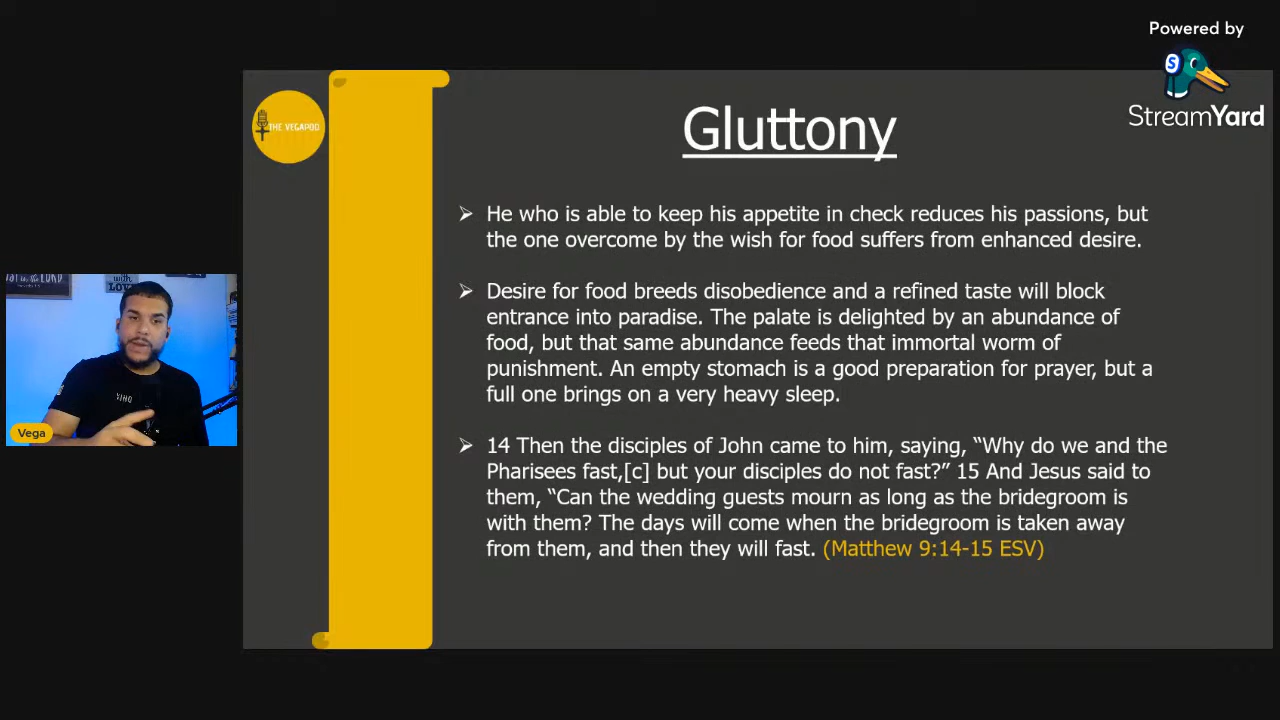 Powered by
StreamYard
THE VEGAPOD
Gluttony
➢ He who is able to keep his appetite in check reduces his passions, but
the one overcome by the wish for food suffers from enhanced desire.
➢ Desire for food breeds disobedience and a refined taste will block
entrance into paradise. The palate is delighted by an abundance of
food, but that same abundance feeds that immortal worm of
punishment. An empty stomach is a good preparation for prayer, but a
full one brings on a very heavy sleep.
➢ 14 Then the disciples of John came to him, saying, “Why do we and the
Pharisees fast,[c] but your disciples do not fast?” 15 And Jesus said to
them, “Can the wedding guests mourn as long as the bridegroom is
with them? The days will come when the bridegroom is taken away
from them, and then they will fast. (Matthew 9:14-15 ESV)
with
LOVE
Vega